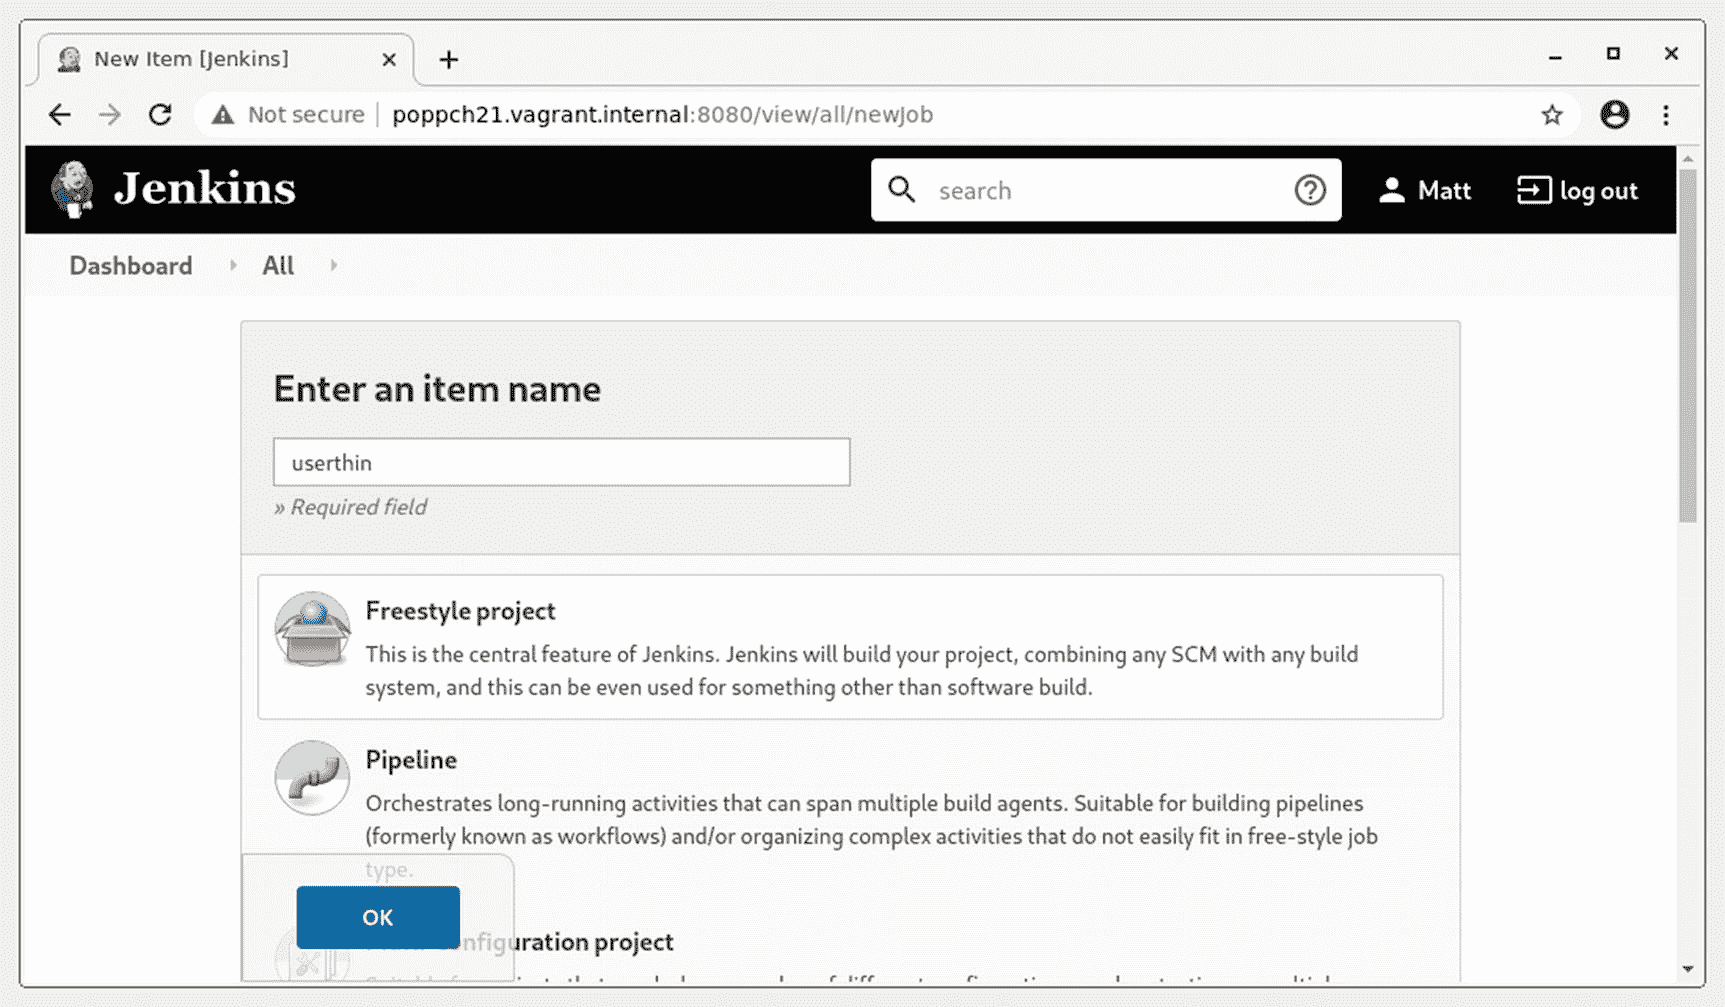 New Item [Jenkins]
Not secure poppch21.vagrant.internal:8080/view/all/newJob
Jenkins search Matt log out
Dashboard All
Enter an item name
userthin
» Required field
Freestyle project
This is the central feature of Jenkins. Jenkins will build your project, combining any SCM with any build
system, and this can be even used for something other than software build.
Pipeline
Orchestrates long-running activities that can span multiple build agents. Suitable for building pipelines
(formerly known as workflows) and/or organizing complex activities that do not easily fit in free-style job
type.
OK
configuration project